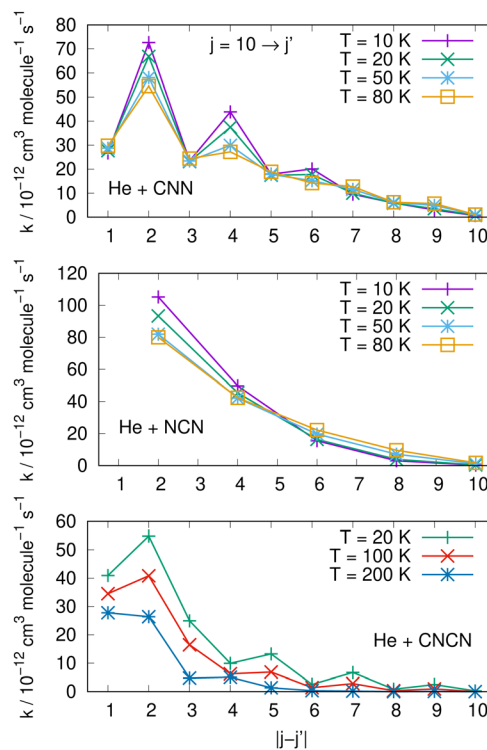 80
70
60
50
40
30
20
10
0
k / 10⁻¹² cm³ molecule⁻¹ s⁻¹
j = 10 → j'
T = 10 K
T = 20 K
T = 50 K
T = 80 K
He + CNN
1 2 3 4 5 6 7 8 9 10
120
100
80
60
40
20
0
k / 10⁻¹² cm³ molecule⁻¹ s⁻¹
T = 10 K
T = 20 K
T = 50 K
T = 80 K
He + NCN
1 2 3 4 5 6 7 8 9 10
60
50
40
30
20
10
0
k / 10⁻¹² cm³ molecule⁻¹ s⁻¹
T = 20 K
T = 100 K
T = 200 K
He + CNCN
1 2 3 4 5 6 7 8 9 10
|j−j'|